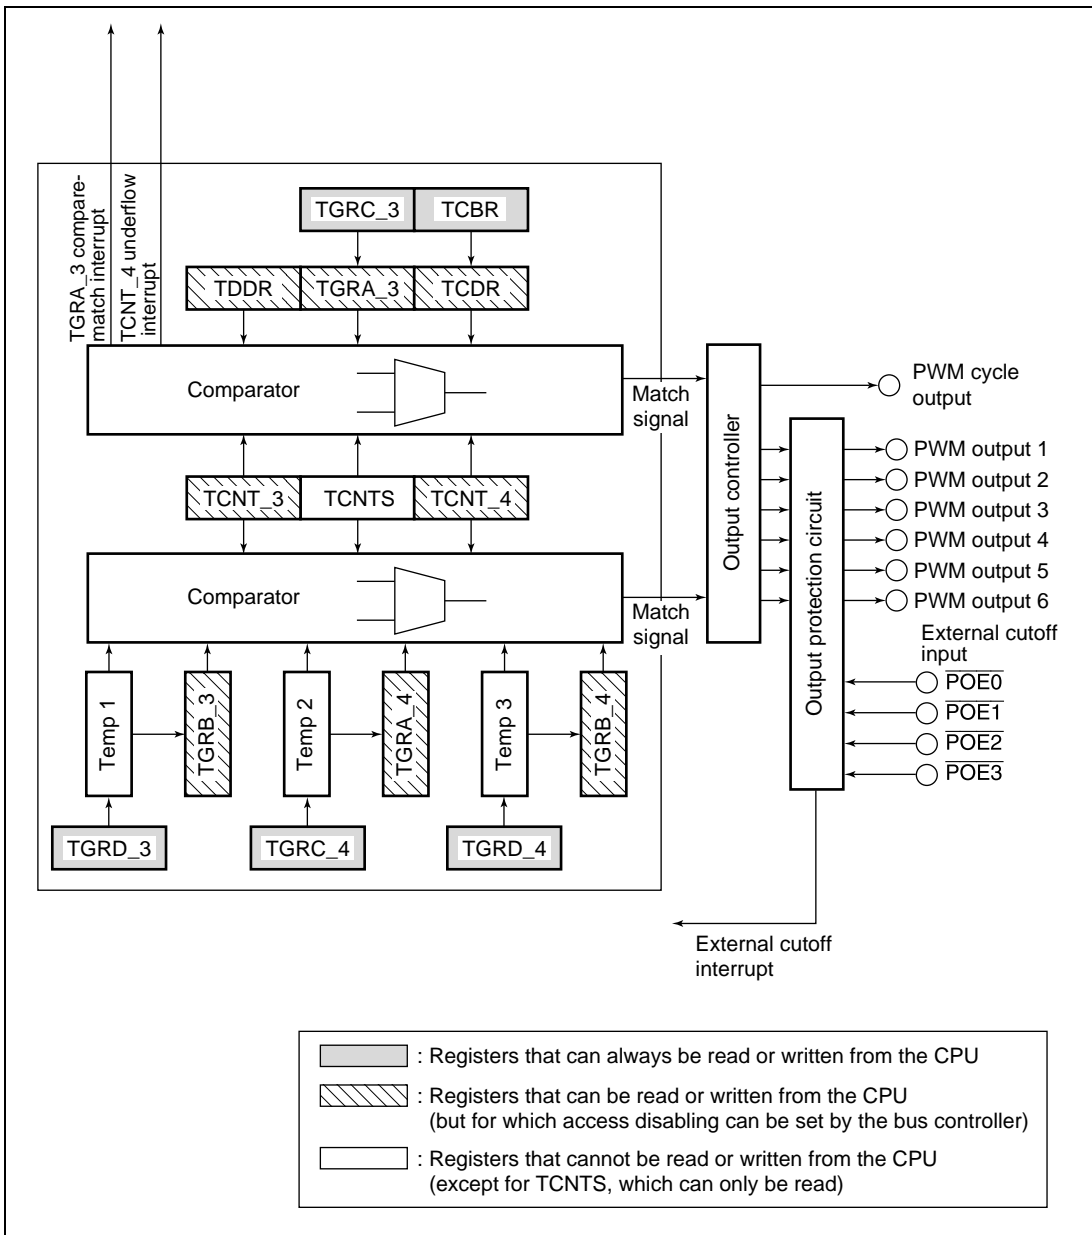 TGRA_3 compare-
match interrupt
TCNT_4 underflow
interrupt
TGRC_3
TCBR
TDDR
TGRA_3
TCDR
Comparator
Match
signal
TCNT_3
TCNTS
TCNT_4
Comparator
Match
signal
Temp 1
TGRB_3
Temp 2
TGRA_4
Temp 3
TGRB_4
TGRD_3
TGRC_4
TGRD_4
Output controller
Output protection circuit
PWM cycle
output
PWM output 1
PWM output 2
PWM output 3
PWM output 4
PWM output 5
PWM output 6
External cutoff
input
POE0
POE1
POE2
POE3
External cutoff
interrupt
: Registers that can always be read or written from the CPU
: Registers that can be read or written from the CPU
(but for which access disabling can be set by the bus controller)
: Registers that cannot be read or written from the CPU
(except for TCNTS, which can only be read)